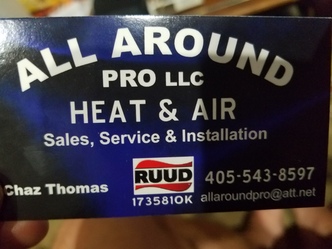 ALL AROUND
PRO LLC
HEAT & AIR
Sales, Service & Installation
Chaz Thomas
RUUD
405-543-8597
173581OK
allaroundpro@att.net